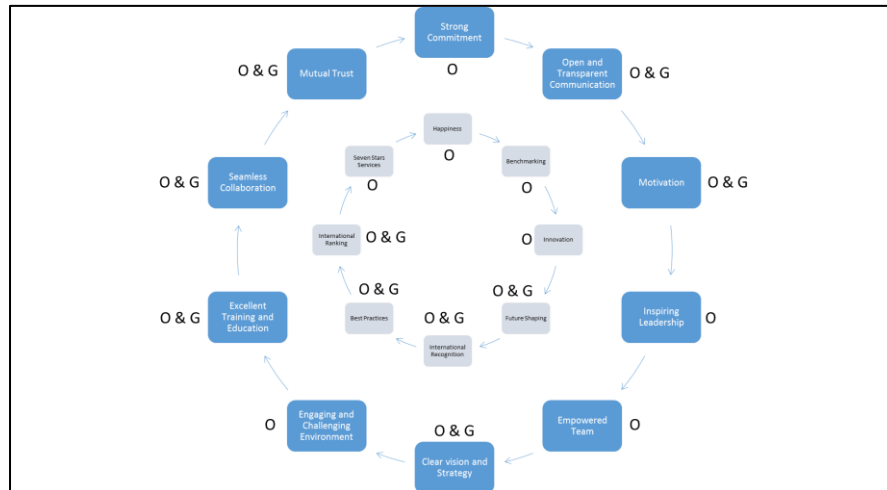 Strong
Commitment
O
Open and
Transparent
Communication
O & G
Motivation
O & G
Inspiring
Leadership
O
Empowered
Team
O
O & G
Clear vision and
Strategy
O
Engaging and
Challenging
Environment
O & G
Excellent
Training and
Education
O & G
Seamless
Collaboration
O & G
Mutual Trust
Happiness
O
Benchmarking
O
O
Innovation
O & G
Future Shaping
O & G
International
Recognition
O & G
Best Practices
International
Ranking
O & G
Seven Stars
Services
O